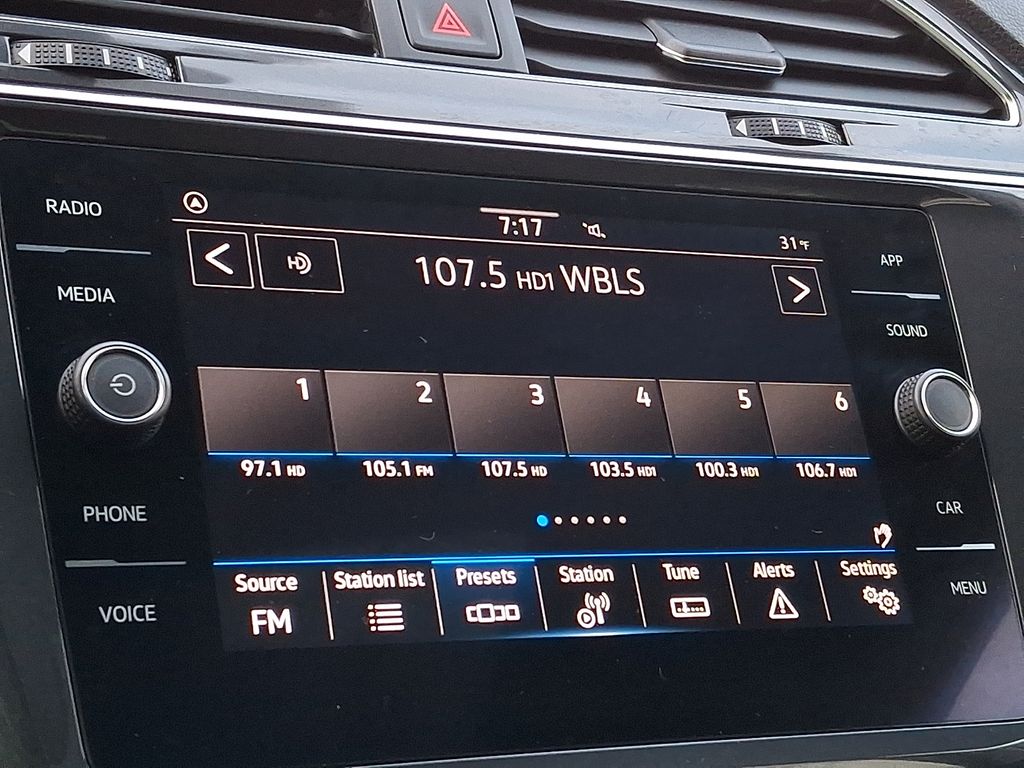 RADIO
MEDIA
PHONE
VOICE
7:17
31°F
HD
107.5 HD1 WBLS
1 2 3 4 5 6
97.1 HD 105.1 FM 107.5 HD 103.5 HD1 100.3 HD1 106.7 HD1
Source Station list Presets Station Tune Alerts Settings
FM
APP
SOUND
CAR
MENU